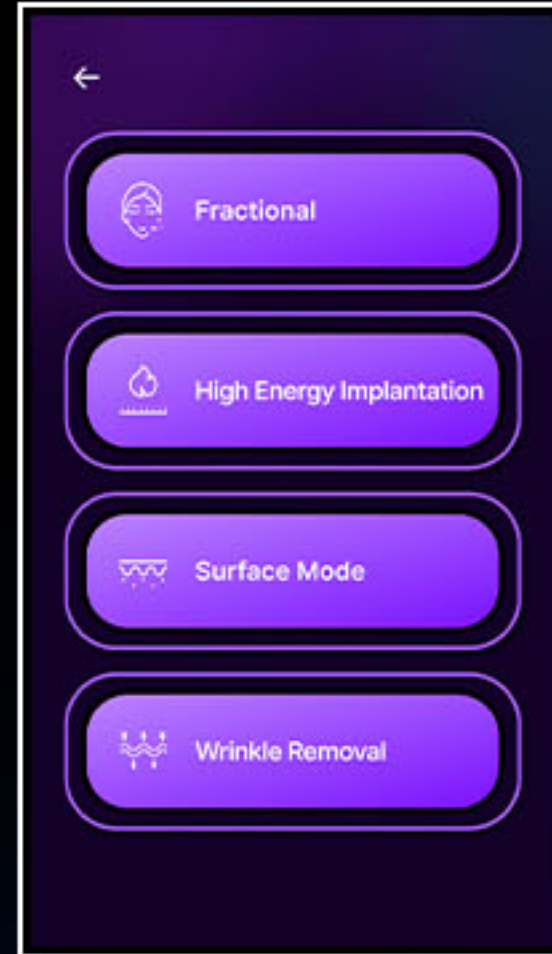 Fractional
High Energy Implantation
Surface Mode
Wrinkle Removal